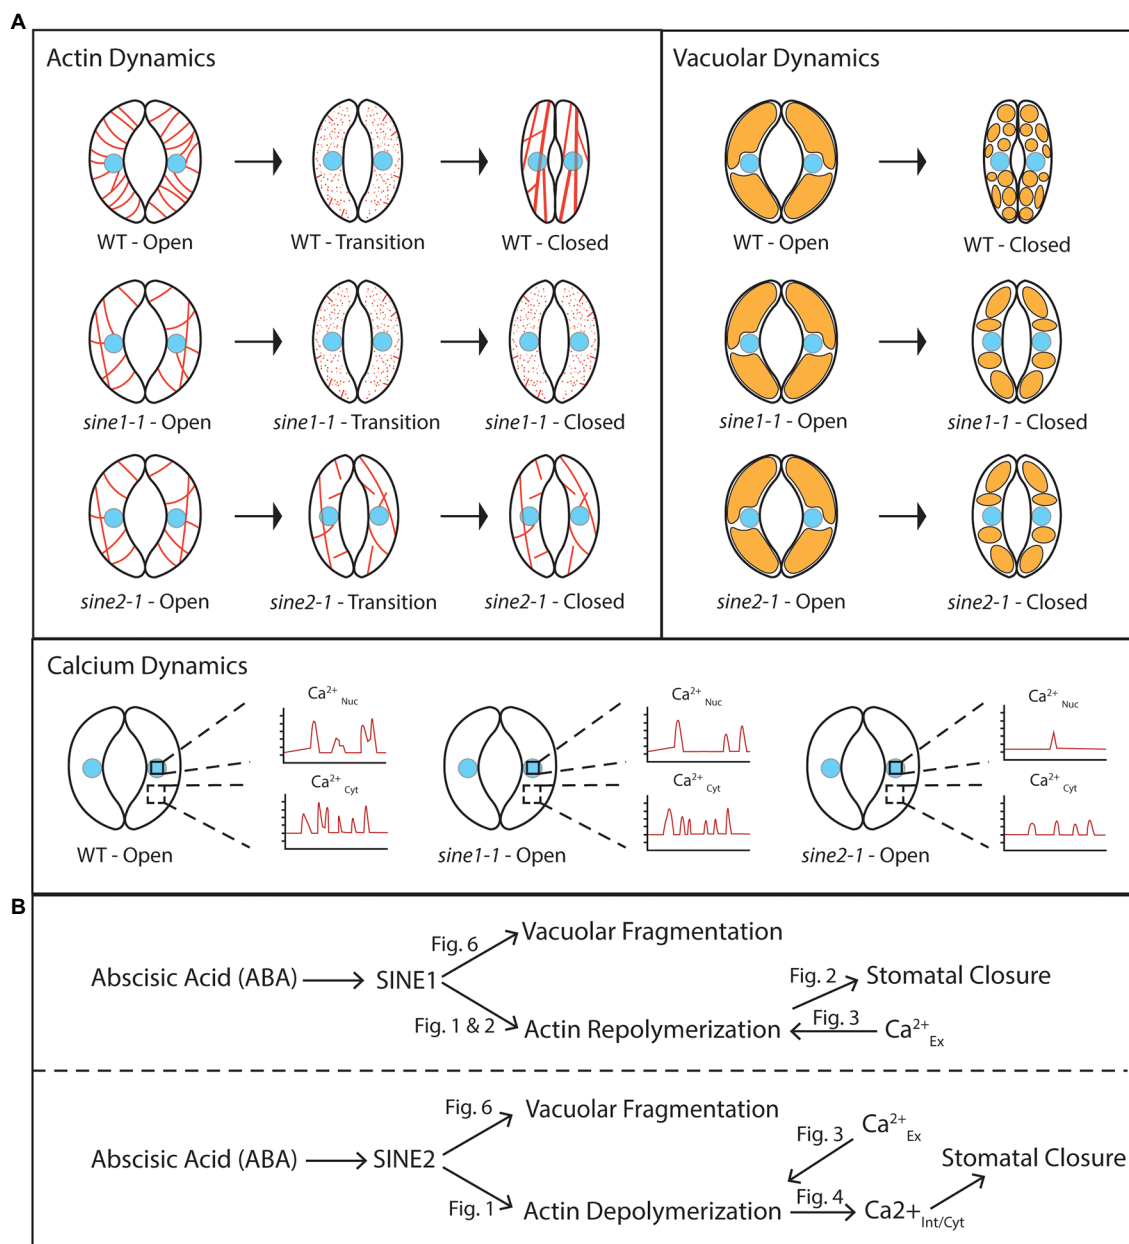 A
Actin Dynamics
Vacuolar Dynamics
WT - Open
WT - Transition
WT - Closed
WT - Open
WT - Closed
sine1-1 - Open
sine1-1 - Transition
sine1-1 - Closed
sine1-1 - Open
sine1-1 - Closed
sine2-1 - Open
sine2-1 - Transition
sine2-1 - Closed
sine2-1 - Open
sine2-1 - Closed
Calcium Dynamics
Ca2+ Nuc
Ca2+ Cyt
WT - Open
Ca2+ Nuc
Ca2+ Cyt
sine1-1 - Open
Ca2+ Nuc
Ca2+ Cyt
sine2-1 - Open
B
Abscisic Acid (ABA)
SINE1
Fig. 6
Vacuolar Fragmentation
Fig. 1 & 2
Actin Repolymerization
Fig. 2
Stomatal Closure
Fig. 3
Ca2+ Ex
Abscisic Acid (ABA)
SINE2
Fig. 6
Vacuolar Fragmentation
Fig. 1
Actin Depolymerization
Fig. 3
Ca2+ Ex
Fig. 4
Ca2+ Int/Cyt
Stomatal Closure